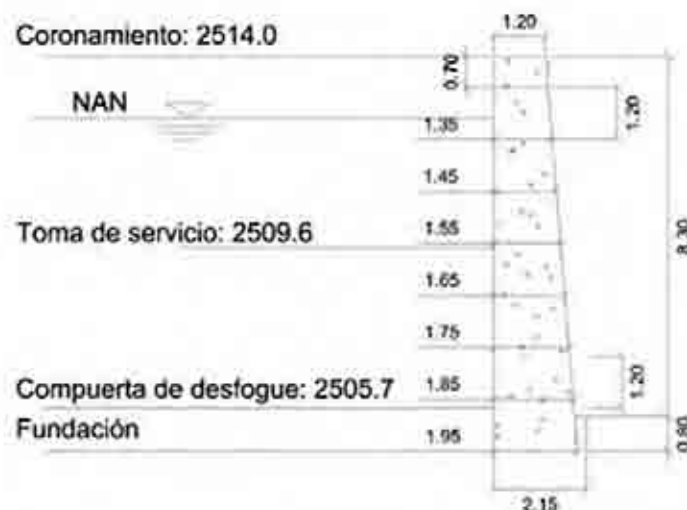 1.20
Coronamiento: 2514.0
0.70
NAN
1.20
1.35
1.45
8.30
Toma de servicio: 2509.6
1.55
1.65
1.75
1.20
Compuerta de desfogue: 2505.7
1.85
Fundación
1.95
0.80
2.15